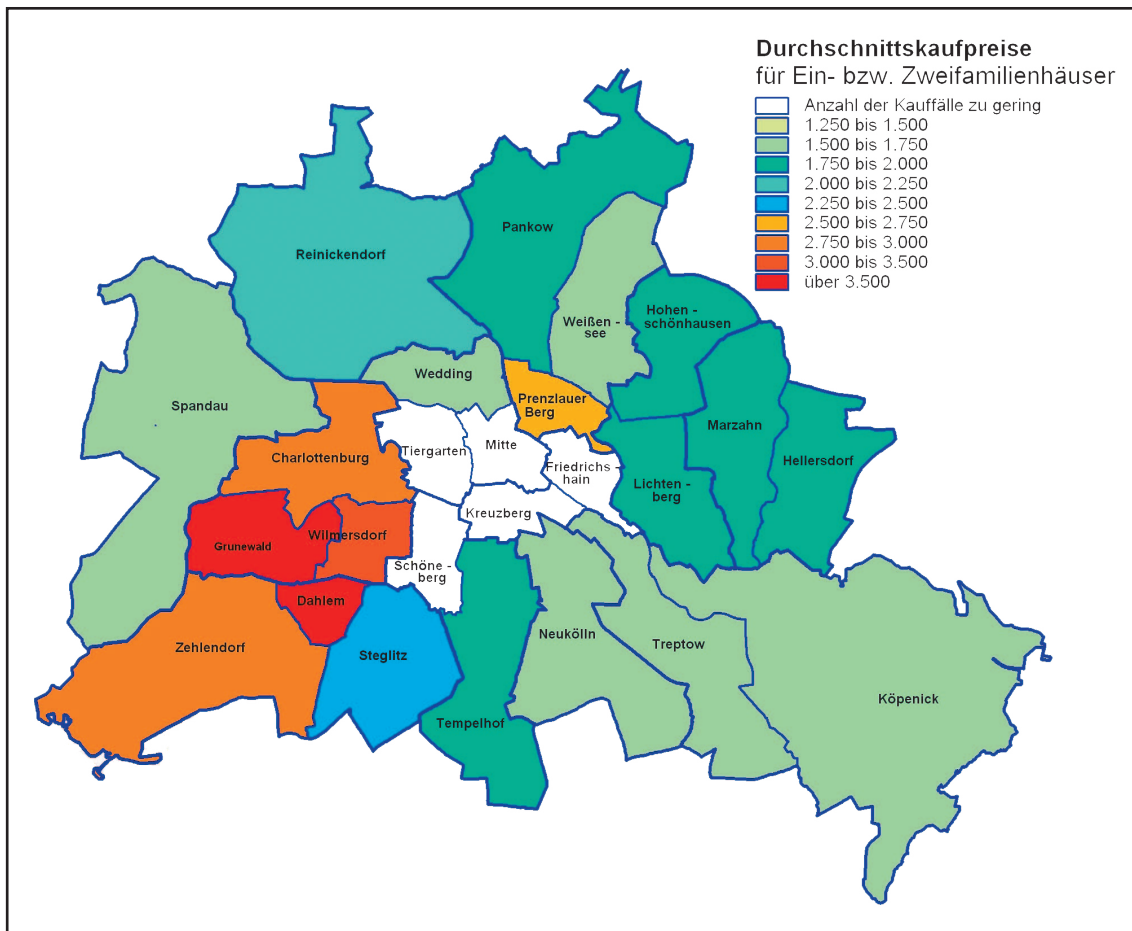 Durchschnittskaufpreise
für Ein- bzw. Zweifamilienhäuser
Anzahl der Kauffälle zu gering
1.250 bis 1.500
1.500 bis 1.750
1.750 bis 2.000
2.000 bis 2.250
2.250 bis 2.500
2.500 bis 2.750
2.750 bis 3.000
3.000 bis 3.500
über 3.500
Pankow
Reinickendorf
Hohen -
schönhausen
Weißen -
see
Wedding
Spandau
Prenzlauer
Berg
Marzahn
Mitte
Tiergarten
Charlottenburg
Hellersdorf
Friedrichs -
hain
Lichten -
berg
Kreuzberg
Wilmersdorf
Grunewald
Schöne -
berg
Dahlem
Neukölln
Treptow
Zehlendorf
Steglitz
Köpenick
Tempelhof